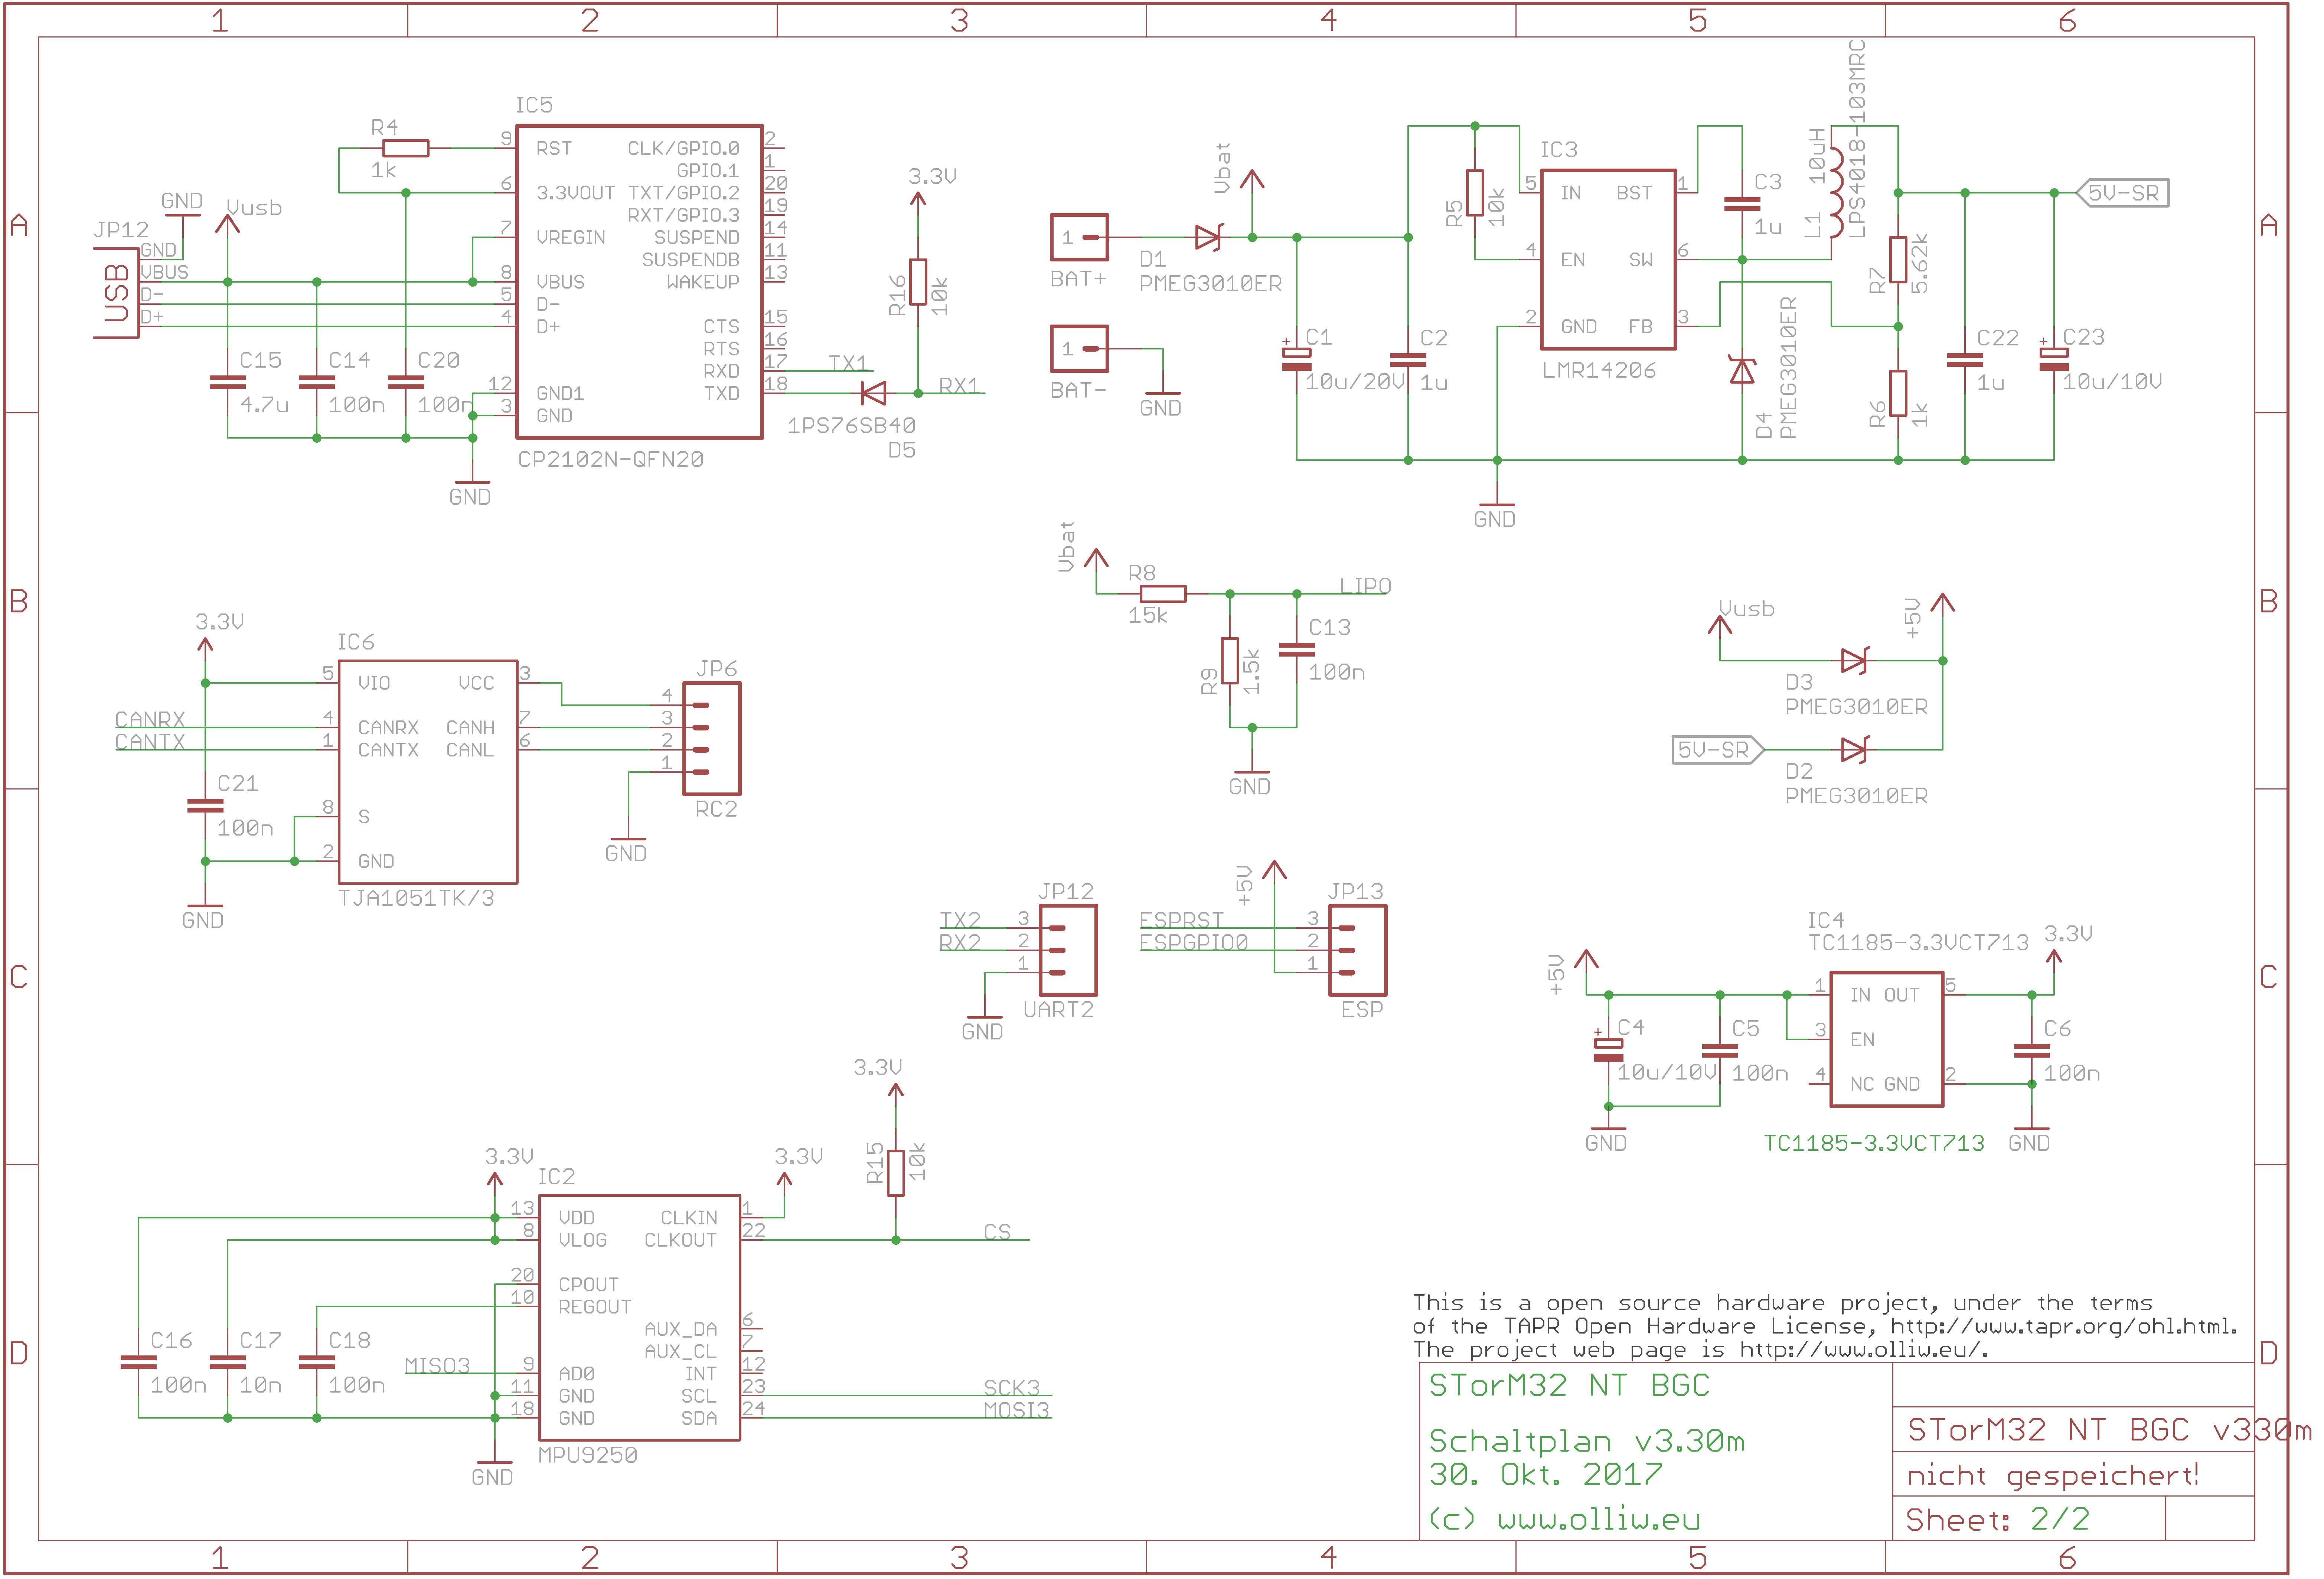 1 2 3 4 5 6
A
B
C
D
A
B
C
D
IC5
R4
1k
9 RST
6 3.3VOUT
7 VREGIN
8 VBUS
5 D-
4 D+
12 GND1
3 GND
CLK/GPIO.0 2
GPIO.1 1
TXT/GPIO.2 20
RXT/GPIO.3 19
SUSPEND 14
SUSPENDB 11
WAKEUP 13
CTS 15
RTS 16
RXD 17
TXD 18
CP2102N-QFN20
GND
Vusb
JP12
USB
GND
VBUS
D-
D+
C15
4.7u
C14
100n
C20
100n
GND
TX1
RX1
1PS76SB40
D5
3.3V
R16
10k
1
BAT+
1
BAT-
GND
D1
PMEG3010ER
Vbat
C1
+
10u/20V
C2
1u
R5
10k
IC3
5 IN
4 EN
2 GND
BST 1
SW 6
FB 3
LMR14206
GND
C3
1u
L1
10uH
LPS4018-103MRC
D4
PMEG3010ER
R7
5.62k
R6
1k
C22
1u
C23
+
10u/10V
5V-SR
Vbat
R8
15k
LIPO
R9
1.5k
C13
100n
GND
Vusb
+5V
D3
PMEG3010ER
5V-SR
D2
PMEG3010ER
3.3V
IC6
5 VIO
4 CANRX
1 CANTX
8 S
2 GND
VCC 3
CANH 7
CANL 6
TJA1051TK/3
CANRX
CANTX
C21
100n
GND
JP6
4
3
2
1
RC2
GND
JP12
TX2 3
RX2 2
1
UART2
GND
+5V
JP13
ESPRST 3
ESPGPIO0 2
1
ESP
IC4
TC1185-3.3VCT713
3.3V
+5V
1 IN
3 EN
4 NC
OUT 5
GND 2
C4
+
10u/10V
C5
100n
C6
100n
GND
GND
TC1185-3.3VCT713
3.3V
R15
10k
3.3V
3.3V
IC2
13 VDD
8 VLOG
20 CPOUT
10 REGOUT
9 AD0
11 GND
18 GND
CLKIN 1
CLKOUT 22
AUX_DA 6
AUX_CL 7
INT 12
SCL 23
SDA 24
MPU9250
CS
SCK3
MOSI3
MISO3
C16
100n
C17
10n
C18
100n
GND
This is a open source hardware project, under the terms
of the TAPR Open Hardware License, http://www.tapr.org/ohl.html.
The project web page is http://www.olliw.eu/.
STorM32 NT BGC
Schaltplan v3.30m
30. Okt. 2017
(c) www.olliw.eu
STorM32 NT BGC v330m
nicht gespeichert!
Sheet: 2/2
1 2 3 4 5 6